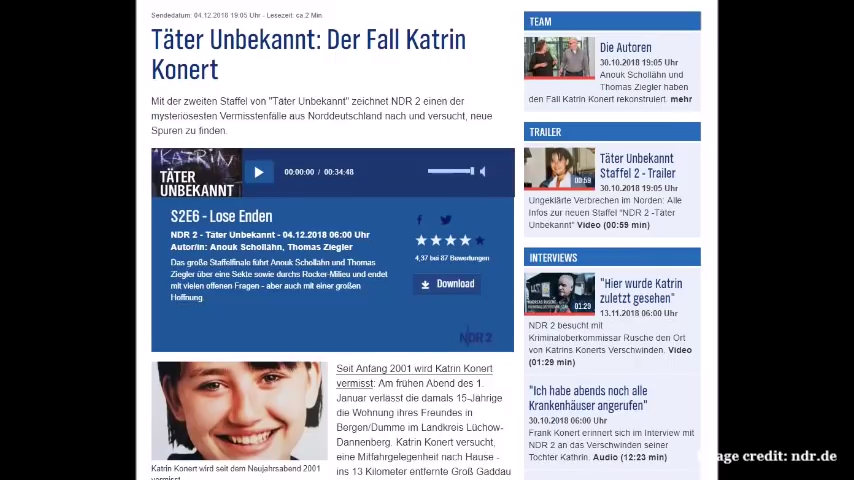 Sendedatum: 04.12.2018 19:05 Uhr - Lesezeit: ca.2 Min.
Täter Unbekannt: Der Fall Katrin
Konert
Mit der zweiten Staffel von "Täter Unbekannt" zeichnet NDR 2 einen der
mysteriösesten Vermisstenfälle aus Norddeutschland nach und versucht, neue
Spuren zu finden.
KATRIN
TÄTER
UNBEKANNT
00:00:00 / 00:34:48
S2E6 - Lose Enden
NDR 2 - Täter Unbekannt - 04.12.2018 06:00 Uhr
Autor/in: Anouk Schollähn, Thomas Ziegler
Das große Staffelfinale führt Anouk Schollähn und Thomas
Ziegler über eine Sekte sowie durchs Rocker-Milieu und endet
mit vielen offenen Fragen - aber auch mit einer großen
Hoffnung.
4,37 bei 87 Bewertungen
Download
NDR 2
Katrin Konert wird seit dem Neujahrsabend 2001
vermisst.
Seit Anfang 2001 wird Katrin Konert
vermisst: Am frühen Abend des 1.
Januar verlässt die damals 15-Jährige
die Wohnung ihres Freundes in
Bergen/Dumme im Landkreis Lüchow-
Dannenberg. Katrin Konert versucht,
eine Mitfahrgelegenheit nach Hause -
ins 13 Kilometer entfernte Groß Gaddau
TEAM
Die Autoren
30.10.2018 19:05 Uhr
Anouk Schollähn und
Thomas Ziegler haben
den Fall Katrin Konert rekonstruiert. mehr
TRAILER
00:59
Täter Unbekannt
Staffel 2 - Trailer
30.10.2018 19:05 Uhr
Ungeklärte Verbrechen im Norden: Alle
Infos zur neuen Staffel "NDR 2 -Täter
Unbekannt" Video (00:59 min)
INTERVIEWS
01:29
"Hier wurde Katrin
zuletzt gesehen"
13.11.2018 06:00 Uhr
NDR 2 besucht mit
Kriminaloberkommissar Rusche den Ort
von Katrins Konerts Verschwinden. Video
(01:29 min)
"Ich habe abends noch alle
Krankenhäuser angerufen"
30.10.2018 06:00 Uhr
Frank Konert erinnert sich im Interview mit
NDR 2 an das Verschwinden seiner
Tochter Kathrin. Audio (12:23 min)
Image credit: ndr.de